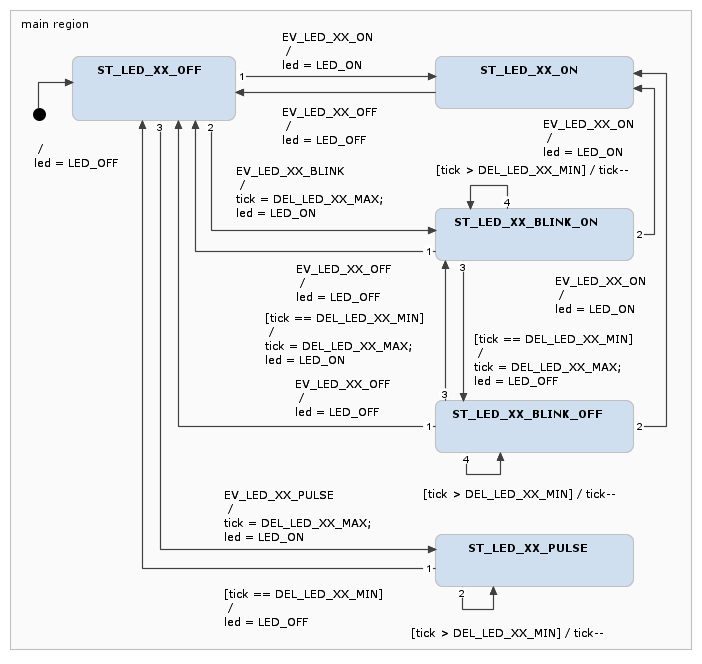 main region
EV_LED_XX_ON
/
led = LED_ON
ST_LED_XX_OFF
1
ST_LED_XX_ON
EV_LED_XX_OFF
/
led = LED_OFF
3
2
/
led = LED_OFF
EV_LED_XX_ON
/
led = LED_ON
EV_LED_XX_BLINK
/
tick = DEL_LED_XX_MAX;
led = LED_ON
[tick > DEL_LED_XX_MIN] / tick--
4
ST_LED_XX_BLINK_ON
2
1
3
EV_LED_XX_OFF
/
led = LED_OFF
EV_LED_XX_ON
/
led = LED_ON
[tick == DEL_LED_XX_MIN]
/
tick = DEL_LED_XX_MAX;
led = LED_ON
[tick == DEL_LED_XX_MIN]
/
tick = DEL_LED_XX_MAX;
led = LED_OFF
EV_LED_XX_OFF
/
led = LED_OFF
3
ST_LED_XX_BLINK_OFF
1
2
4
[tick > DEL_LED_XX_MIN] / tick--
EV_LED_XX_PULSE
/
tick = DEL_LED_XX_MAX;
led = LED_ON
ST_LED_XX_PULSE
1
2
[tick == DEL_LED_XX_MIN]
/
led = LED_OFF
[tick > DEL_LED_XX_MIN] / tick--